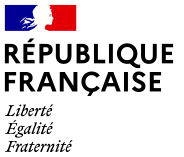 RÉPUBLIQUE
FRANÇAISE
Liberté
Égalité
Fraternité